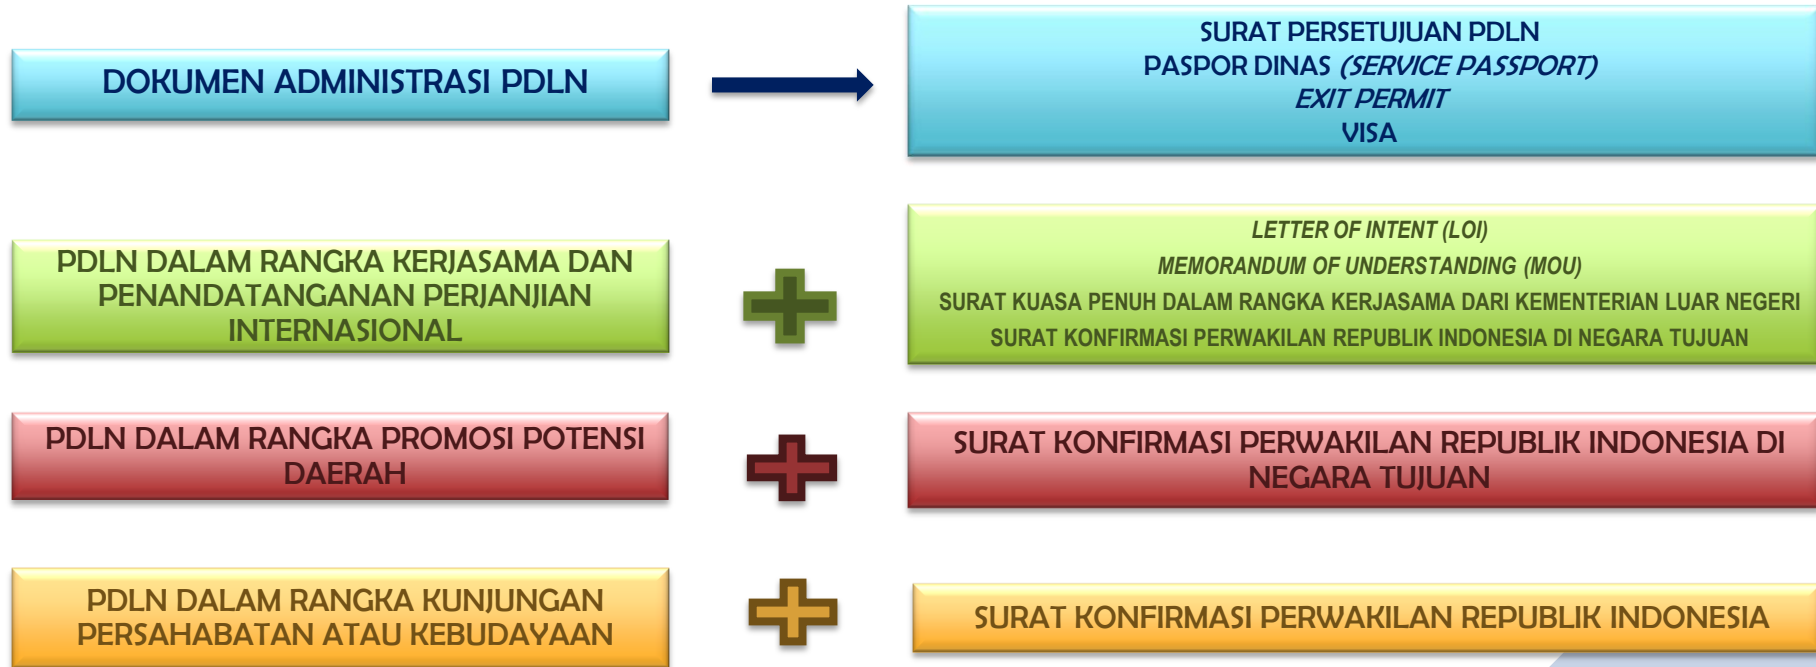 DOKUMEN ADMINISTRASI PDLN
SURAT PERSETUJUAN PDLN
PASPOR DINAS (SERVICE PASSPORT)
EXIT PERMIT
VISA
PDLN DALAM RANGKA KERJASAMA DAN
PENANDATANGANAN PERJANJIAN
INTERNASIONAL
LETTER OF INTENT (LOI)
MEMORANDUM OF UNDERSTANDING (MOU)
SURAT KUASA PENUH DALAM RANGKA KERJASAMA DARI KEMENTERIAN LUAR NEGERI
SURAT KONFIRMASI PERWAKILAN REPUBLIK INDONESIA DI NEGARA TUJUAN
PDLN DALAM RANGKA PROMOSI POTENSI
DAERAH
SURAT KONFIRMASI PERWAKILAN REPUBLIK INDONESIA DI
NEGARA TUJUAN
PDLN DALAM RANGKA KUNJUNGAN
PERSAHABATAN ATAU KEBUDAYAAN
SURAT KONFIRMASI PERWAKILAN REPUBLIK INDONESIA